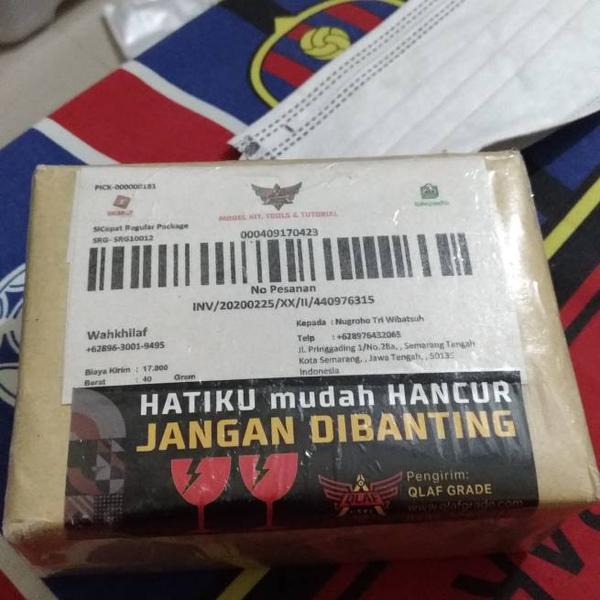 PICK-000000181
MODEL KIT, TOOLS & TUTORIAL
tokopedia
SiCepat Regular Package
SRG- SRG10012
000409170423
No Pesanan
INV/20200225/XX/II/440976315
Wahkhilaf
+62896-3001-9495
Biaya Kirim : 17.800
Berat : 40 Gram
Kepada : Nugroho Tri Wibatsuh
Telp : +628976432065
Jl. Pringgading 1/No.28a, , Semarang Tengah
Kota Semarang, , Jawa Tengah, , 50135
Indonesia
HATIKU mudah HANCUR
JANGAN DIBANTING
QLAF
Pengirim:
QLAF GRADE
www.qlafgrade.com